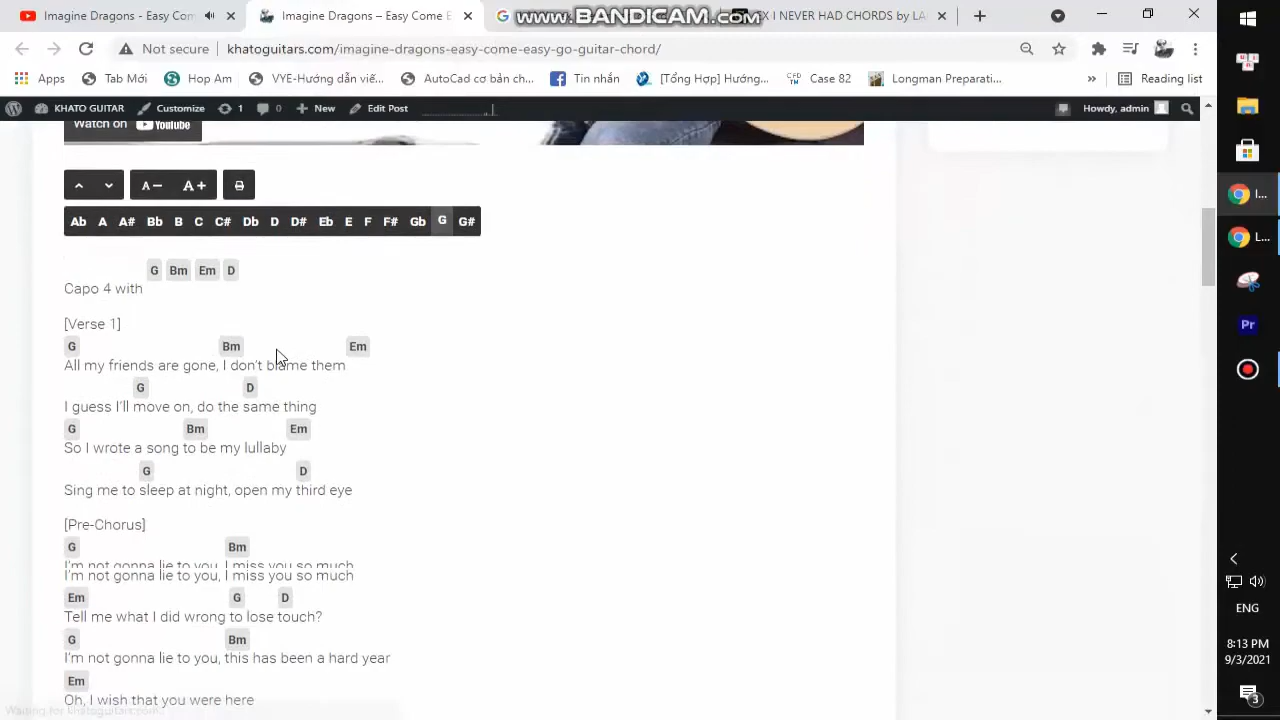 Imagine Dragons - Easy Com
Imagine Dragons – Easy Come E
www.BANDICAM.com
X I NEVER HAD CHORDS by LA
Not secure
khatoguitars.com/imagine-dragons-easy-come-easy-go-guitar-chord/
Apps
Tab Mới
Hop Am
VYE-Hướng dẫn viế...
AutoCad cơ bản ch...
Tin nhắn
[Tổng Hợp] Hướng...
Case 82
Longman Preparati...
»
Reading list
KHATO GUITAR
Customize
1
0
New
Edit Post
Howdy, admin
Watch on YouTube
A− A+
Ab A A# Bb B C C# Db D D# Eb E F F# Gb G G#
G Bm Em D
Capo 4 with
[Verse 1]
G Bm Em
All my friends are gone, I don’t blame them
G D
I guess I’ll move on, do the same thing
G Bm Em
So I wrote a song to be my lullaby
G D
Sing me to sleep at night, open my third eye
[Pre-Chorus]
G Bm
I’m not gonna lie to you, I miss you so much
I’m not gonna lie to you, I miss you so much
Em G D
Tell me what I did wrong to lose touch?
G Bm
I’m not gonna lie to you, this has been a hard year
Em
Oh, I wish that you were here
Waiting for khatoguitars.com...
I...
L...
Pr
ENG
8:13 PM
9/3/2021
3